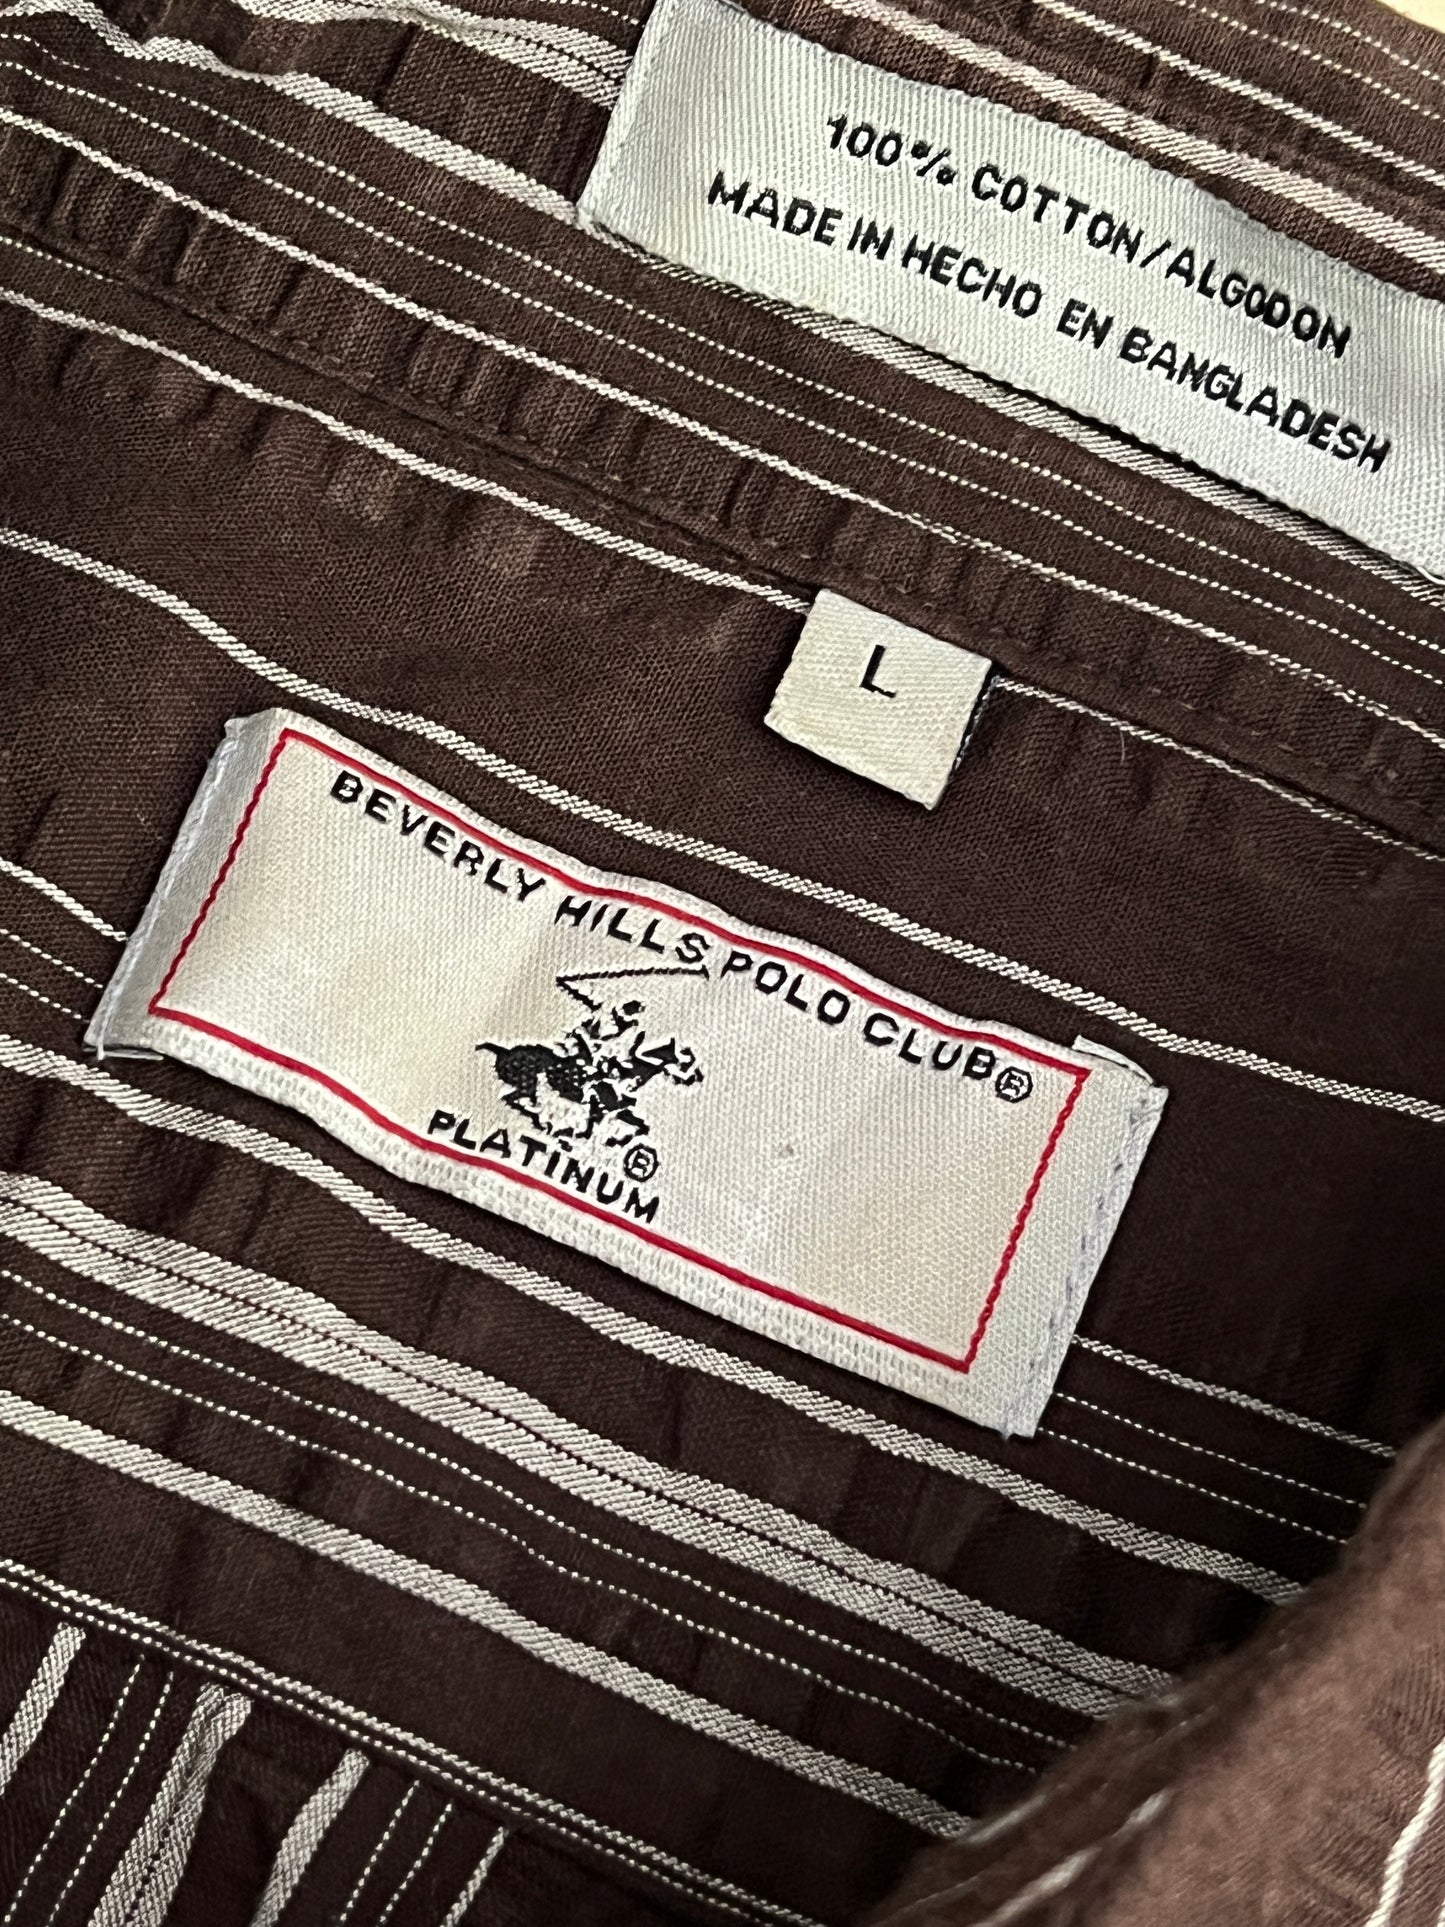 100% COTTON/ALGODON
MADE IN HECHO EN BANGLADESH
L
BEVERLY HILLS POLO CLUB®
®
PLATINUM